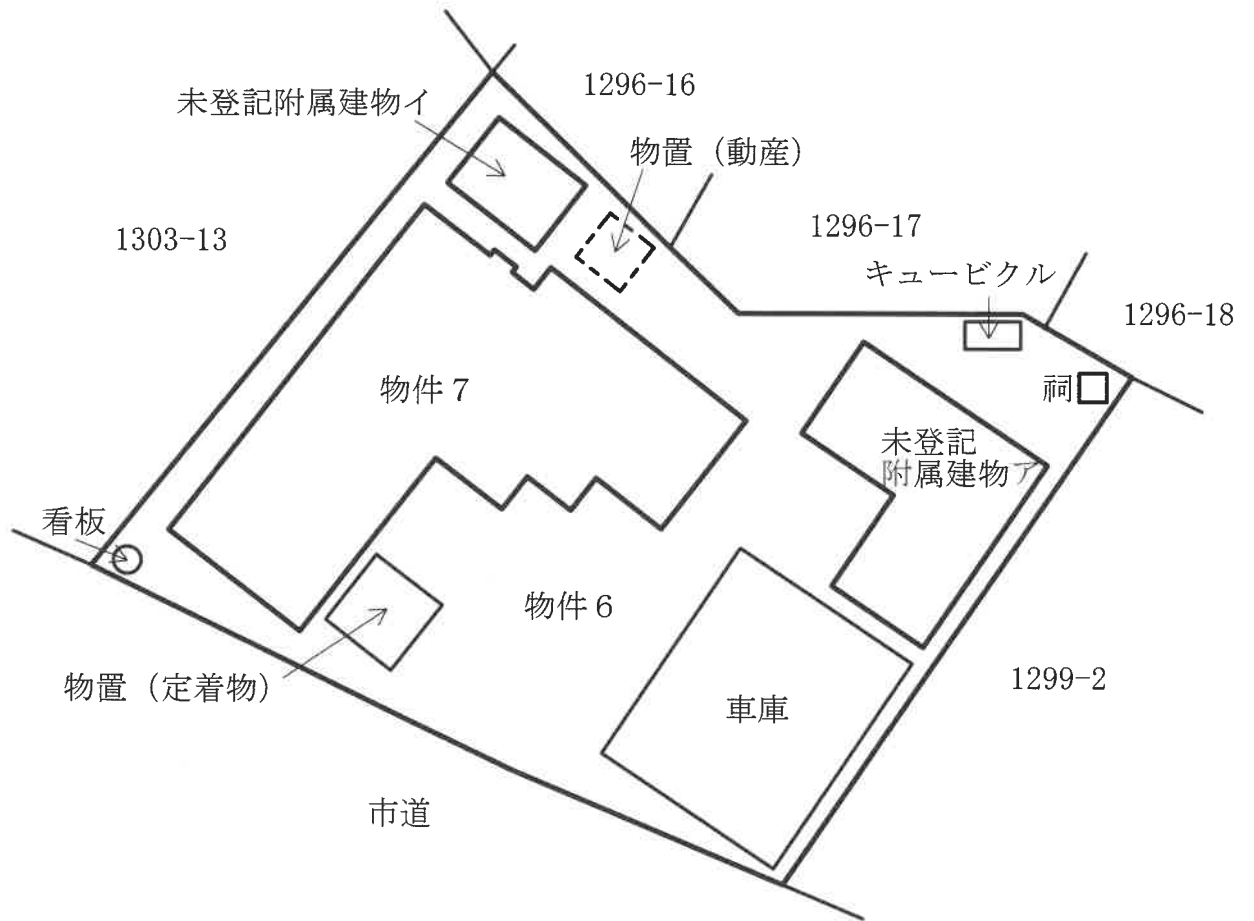 1296-16
未登記附属建物イ
物置（動産）
1303-13
1296-17
キュービクル
1296-18
物件７
祠
未登記
附属建物ア
看板
物件６
物置（定着物）
1299-2
車庫
市道